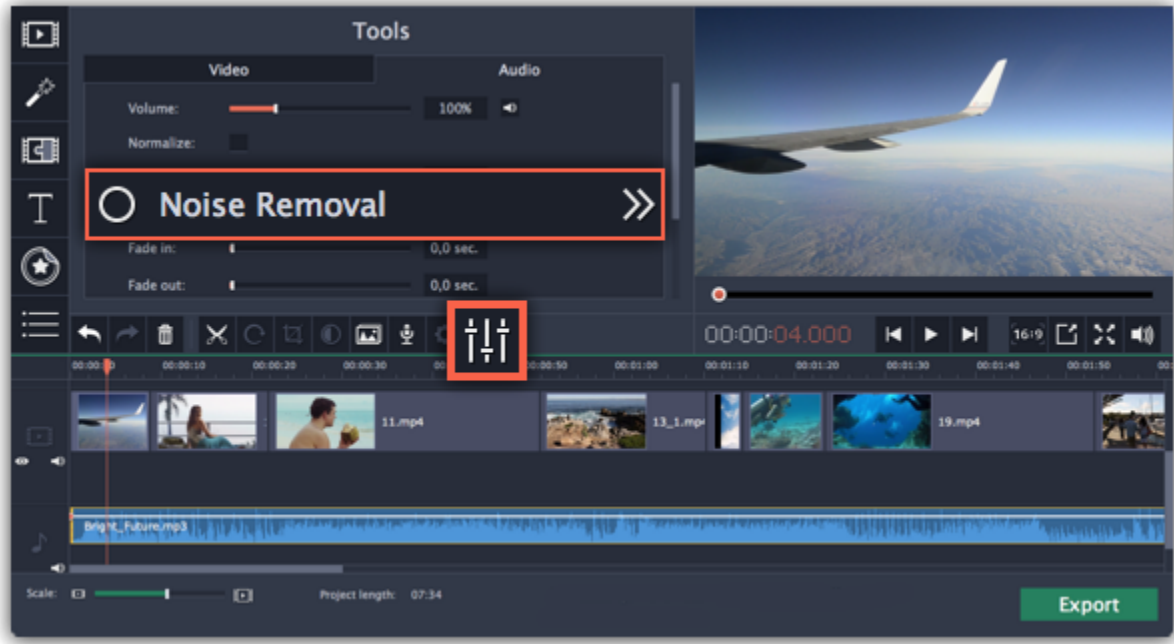 Tools
Video Audio
Volume: 100%
Normalize:
Noise Removal
Fade in: 0,0 sec.
Fade out: 0,0 sec.
T
00:00:04.000 16:9
00:00:10 00:00:20 00:00:30 00:00:50 00:01:00 00:01:10 00:01:20 00:01:30 00:01:40 00:01:50
11.mp4 13_1.mp 19.mp4
Bright_Future.mp3
Scale: Project length: 07:34
Export